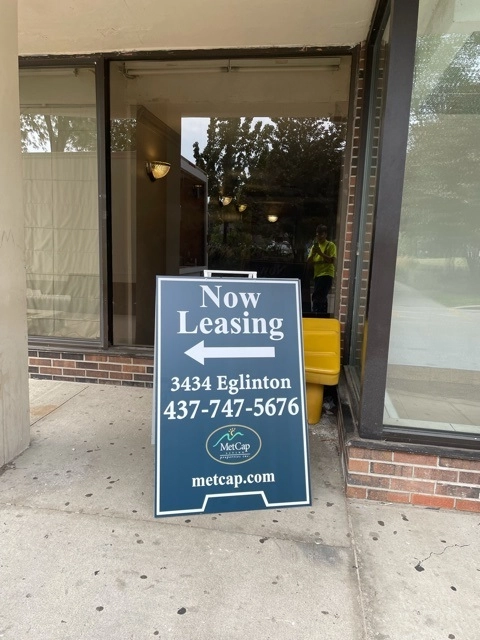 Now
Leasing
3434 Eglinton
437-747-5676
MetCap
metcap.com